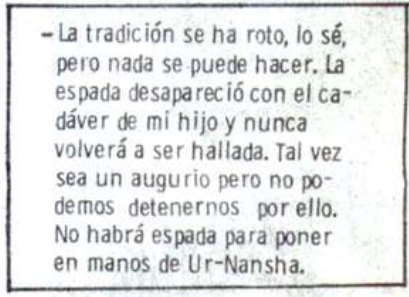 – La tradición se ha roto, lo sé,
pero nada se puede hacer. La
espada desapareció con el ca-
dáver de mi hijo y nunca
volverá a ser hallada. Tal vez
sea un augurio pero no po-
demos detenernos por ello.
No habrá espada para poner
en manos de Ur-Nansha.